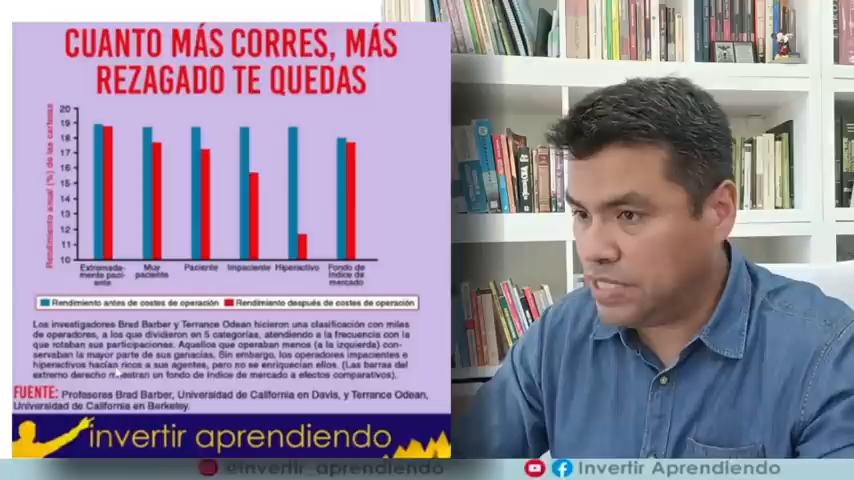 CUANTO MÁS CORRES, MÁS
REZAGADO TE QUEDAS
Rendimiento anual (%) de las carteras
20
19
18
17
16
15
14
13
12
11
10
Extremada-
mente paci-
ente
Muy
paciente
Paciente
Impaciente
Hiperactivo
Fondo de
índice de
mercado
Rendimiento antes de costes de operación
Rendimiento después de costes de operación
Los investigadores Brad Barber y Terrance Odean hicieron una clasificación con miles
de operadores, a los que dividieron en 5 categorías, atendiendo a la frecuencia con la
que rotaban sus participaciones. Aquellos que operaban menos (a la izquierda) con-
servaban la mayor parte de sus ganacias. Sin embargo, los operadores impacientes e
hiperactivos hacían ricos a sus agentes, pero no se enriquecían ellos. (Las barras del
extremo derecho muestran un fondo de índice de mercado a efectos comparativos).
FUENTE: Profesores Brad Barber, Universidad de California en Davis, y Terrance Odean,
Universidad de California en Berkeley.
invertir aprendiendo
@invertir_aprendiendo
Invertir Aprendiendo